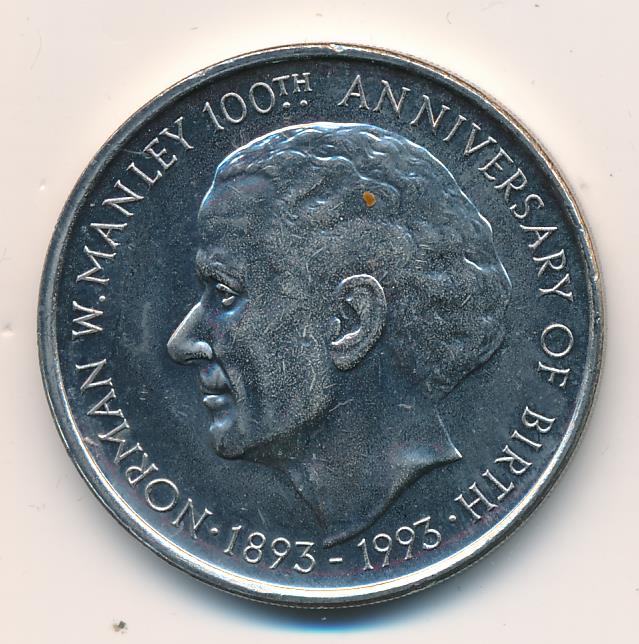 NORMAN W. MANLEY 100TH ANNIVERSARY OF BIRTH
· 1893 - 1993 ·